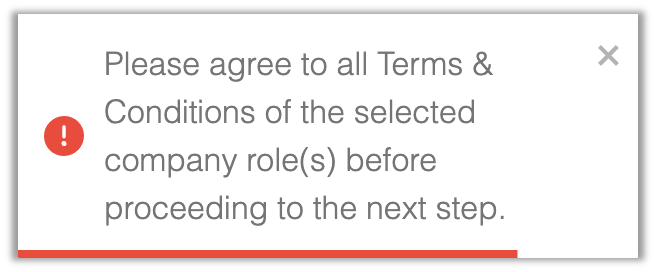 Please agree to all Terms &
Conditions of the selected
company role(s) before
proceeding to the next step.